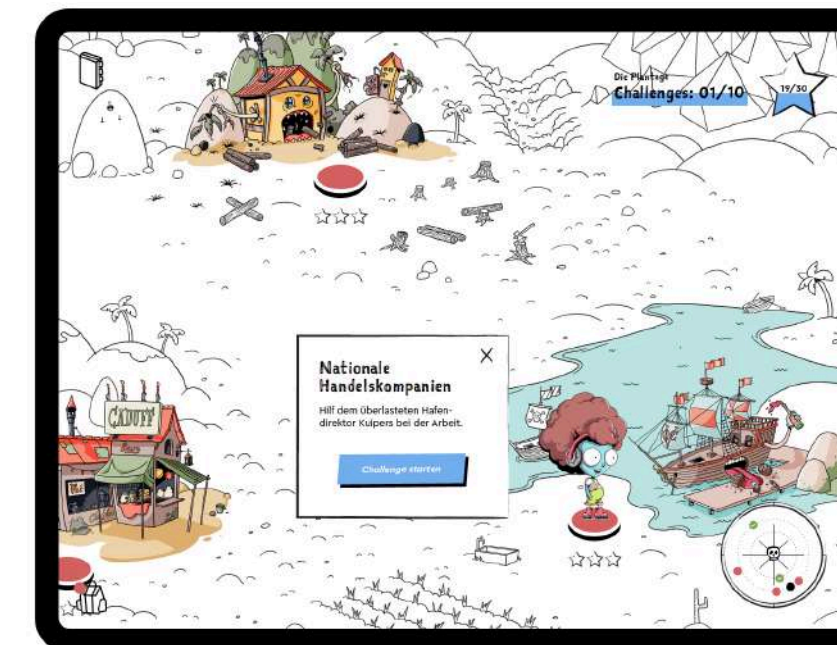 Die Plantage
Challenges: 01/10
19/30
CADUFF
Nationale
Handelskompanien
Hilf dem überlasteten Hafen-
direktor Kuipers bei der Arbeit.
Challenge starten